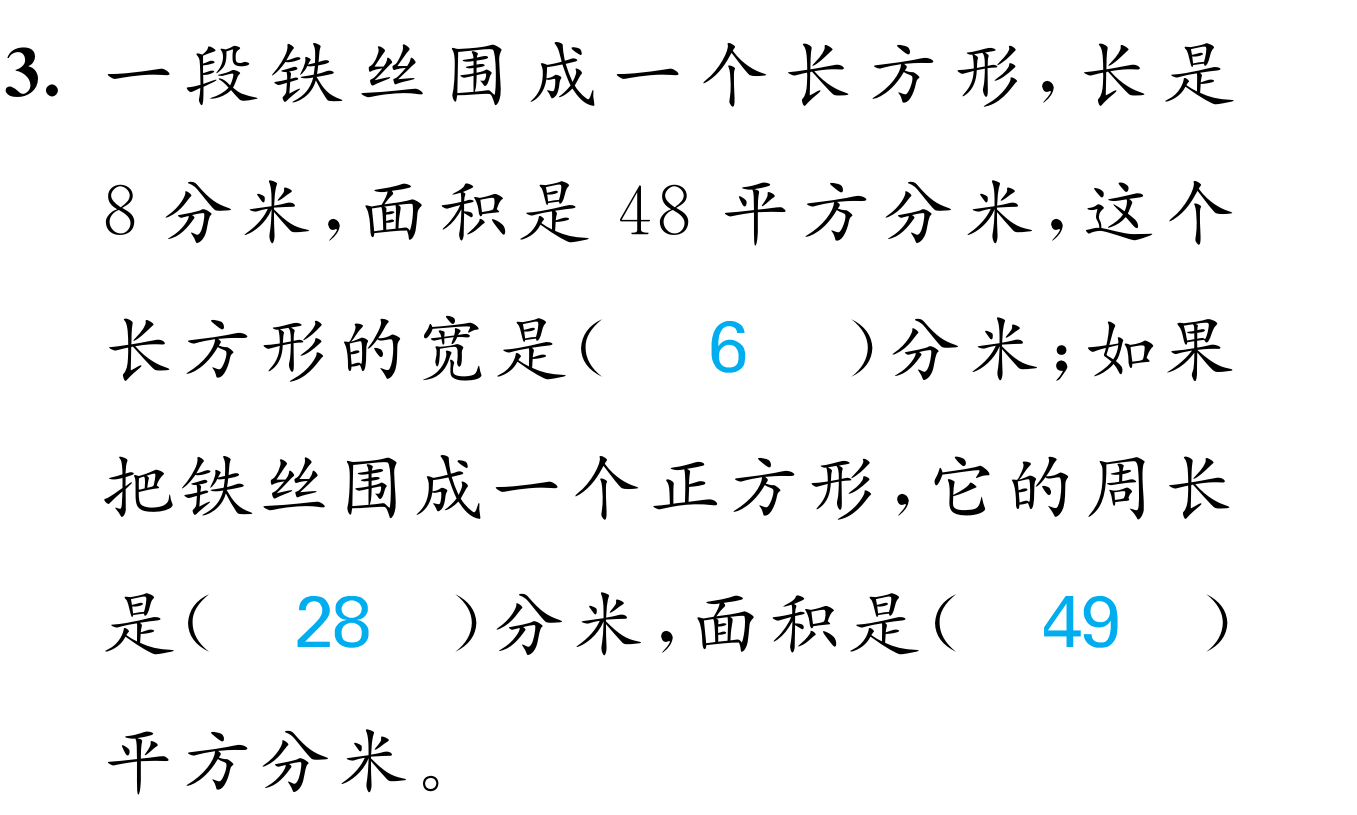 3. 一段铁丝围成一个长方形,长是
8分米,面积是 48 平方分米,这个
长方形的宽是( 6 )分米;如果
把铁丝围成一个正方形,它的周长
是( 28 )分米,面积是( 49 )
平方分米。